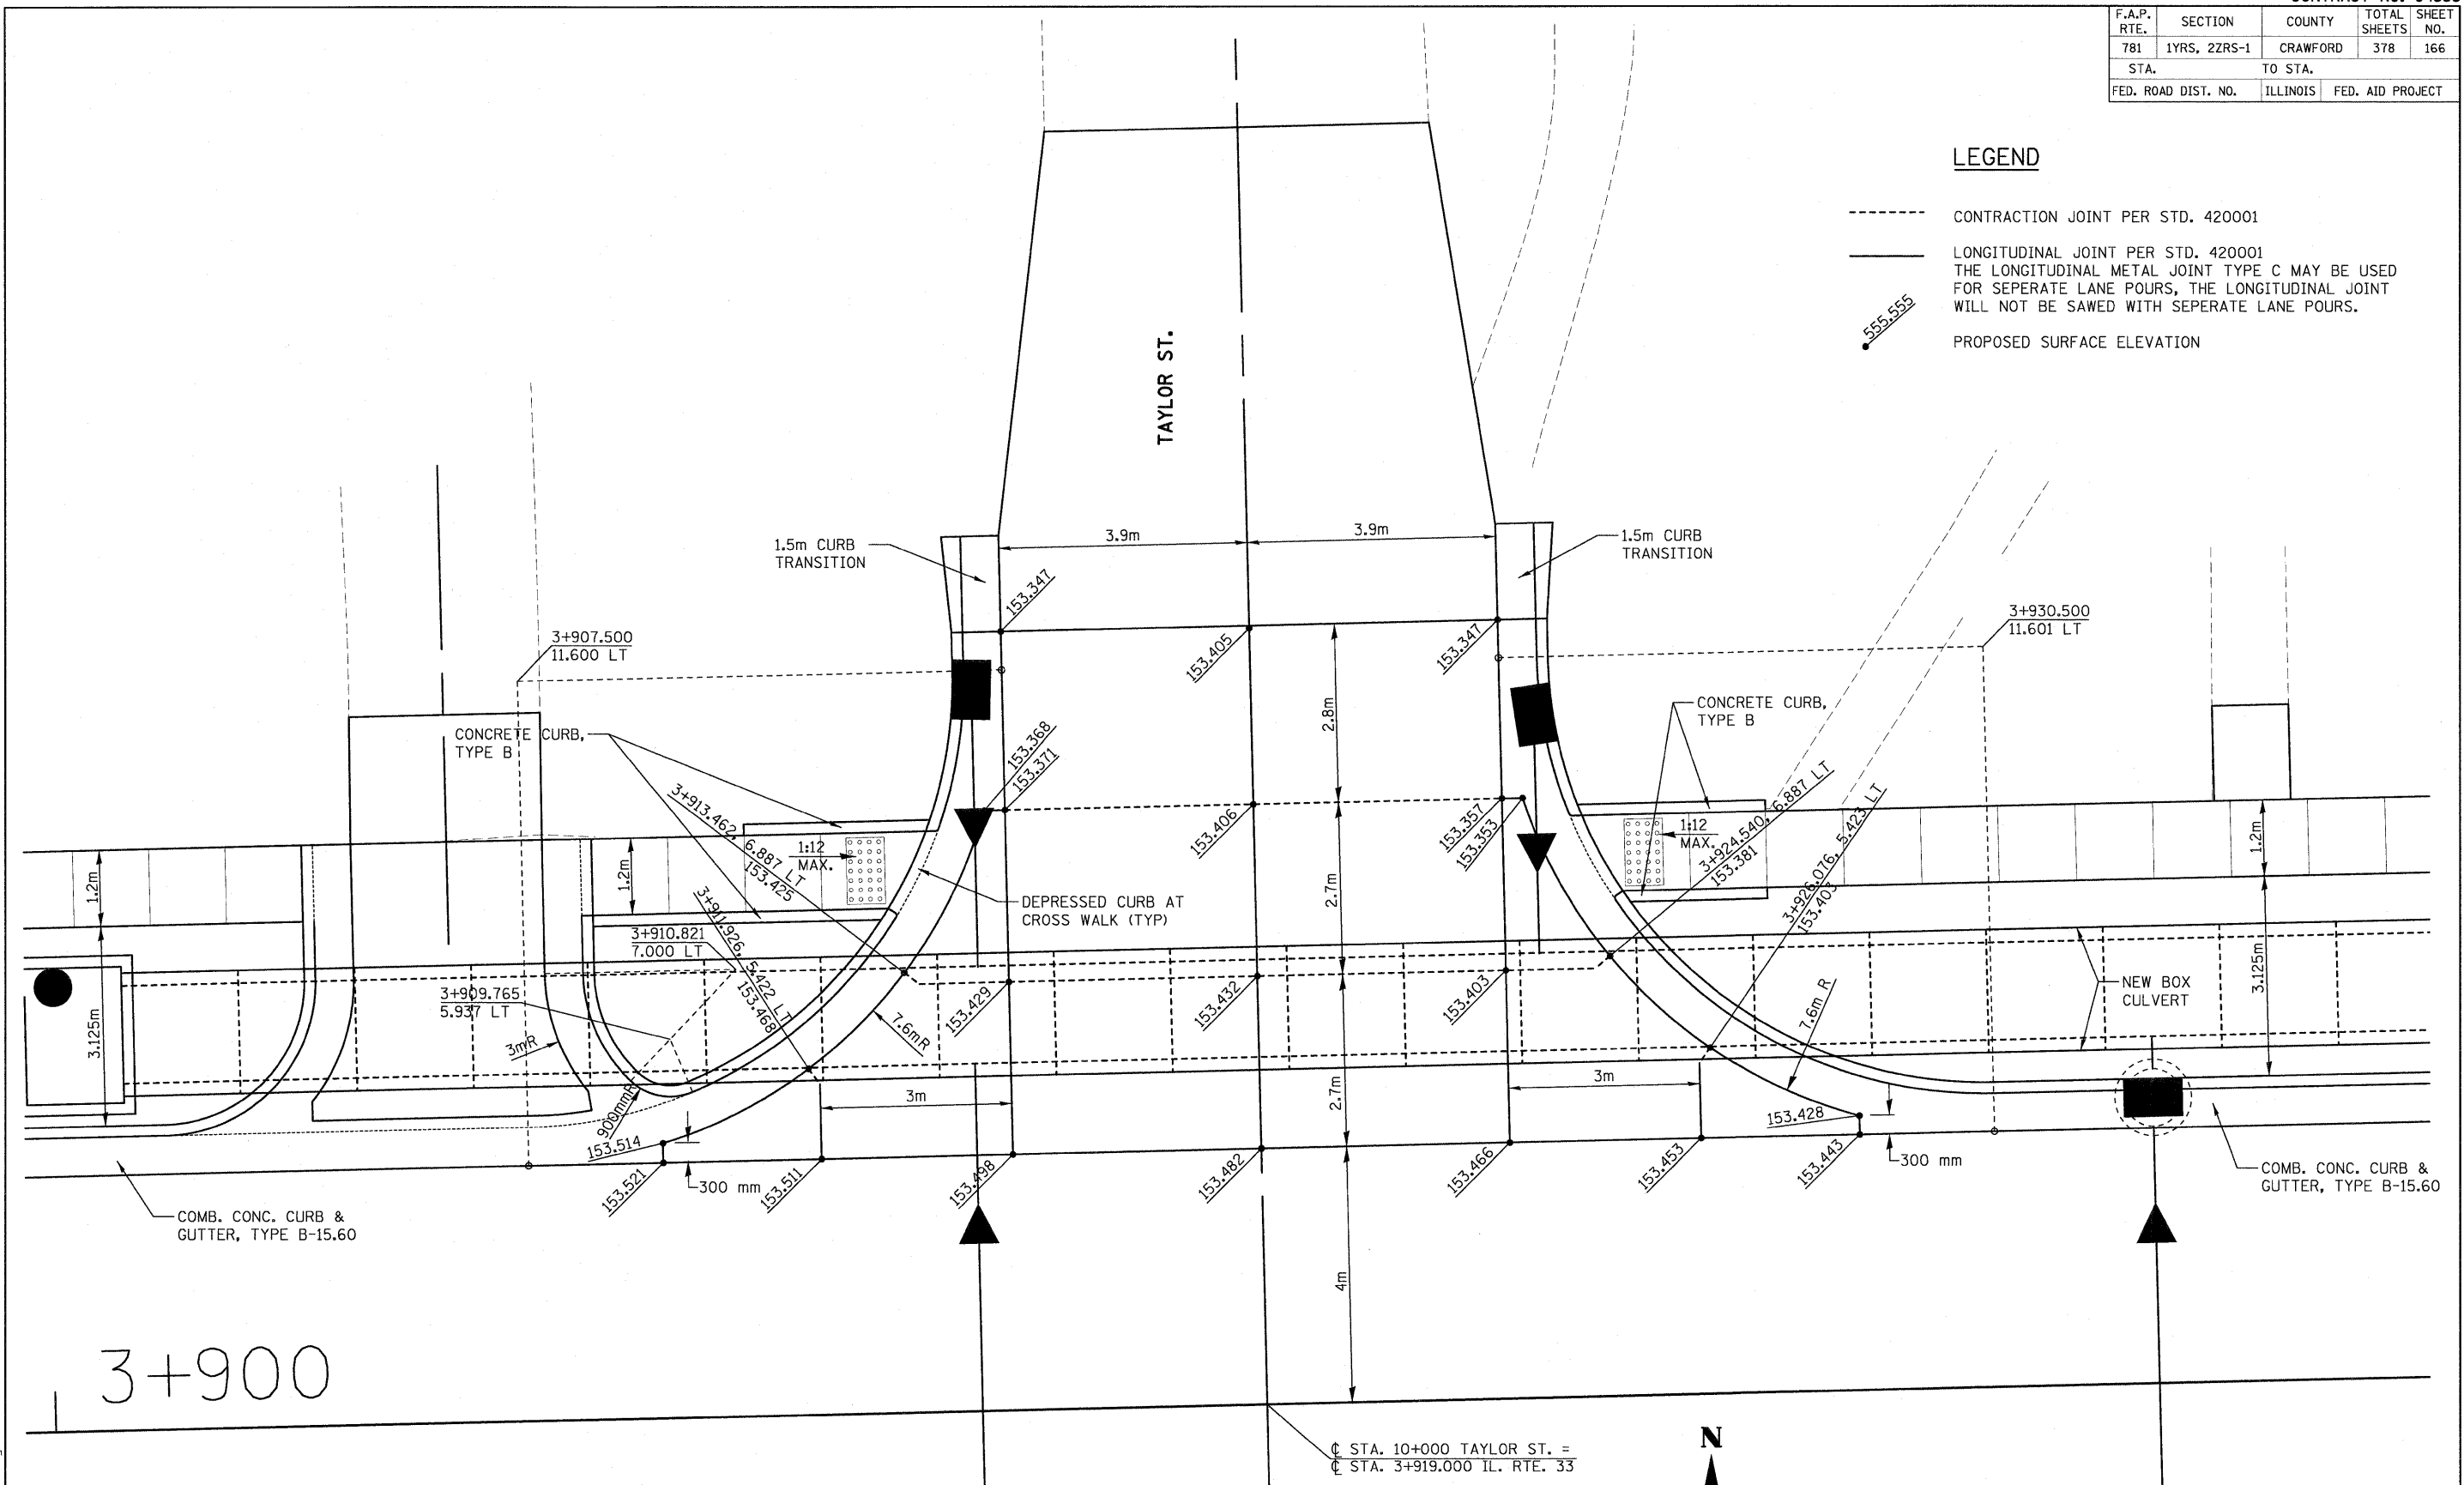 F.A.P. RTE. SECTION COUNTY TOTAL SHEETS SHEET NO.
781 1YRS, 2ZRS-1 CRAWFORD 378 166
STA. TO STA.
FED. ROAD DIST. NO. ILLINOIS FED. AID PROJECT
LEGEND
CONTRACTION JOINT PER STD. 420001
LONGITUDINAL JOINT PER STD. 420001
THE LONGITUDINAL METAL JOINT TYPE C MAY BE USED
FOR SEPERATE LANE POURS, THE LONGITUDINAL JOINT
WILL NOT BE SAWED WITH SEPERATE LANE POURS.
555.555
PROPOSED SURFACE ELEVATION
TAYLOR ST.
1.5m CURB
TRANSITION
3.9m
3.9m
1.5m CURB
TRANSITION
153.347
153.405
153.347
3+907.500
11.600 LT
3+930.500
11.601 LT
CONCRETE CURB,
TYPE B
CONCRETE CURB,
TYPE B
2.8m
153.368
153.371
153.406
153.357
153.353
3+913.462,
6.887 LT
153.425
3+924.540, 6.887 LT
153.381
3+926.076, 5.423 LT
153.403
1:12
MAX.
1:12
MAX.
1.2m
1.2m
1.2m
DEPRESSED CURB AT
CROSS WALK (TYP)
2.7m
3+910.821
7.000 LT
3+911.926, 5.422 LT
153.468
3+909.765
5.937 LT
3.125m
3.125m
NEW BOX
CULVERT
153.429
153.432
153.403
7.6mR
7.6m R
3mR
900mmR
3m
3m
2.7m
153.514
153.428
153.521
300 mm
153.511
153.498
153.482
153.466
153.453
153.443
300 mm
COMB. CONC. CURB &
GUTTER, TYPE B-15.60
COMB. CONC. CURB &
GUTTER, TYPE B-15.60
4m
3+900
℄ STA. 10+000 TAYLOR ST. =
℄ STA. 3+919.000 IL. RTE. 33
N